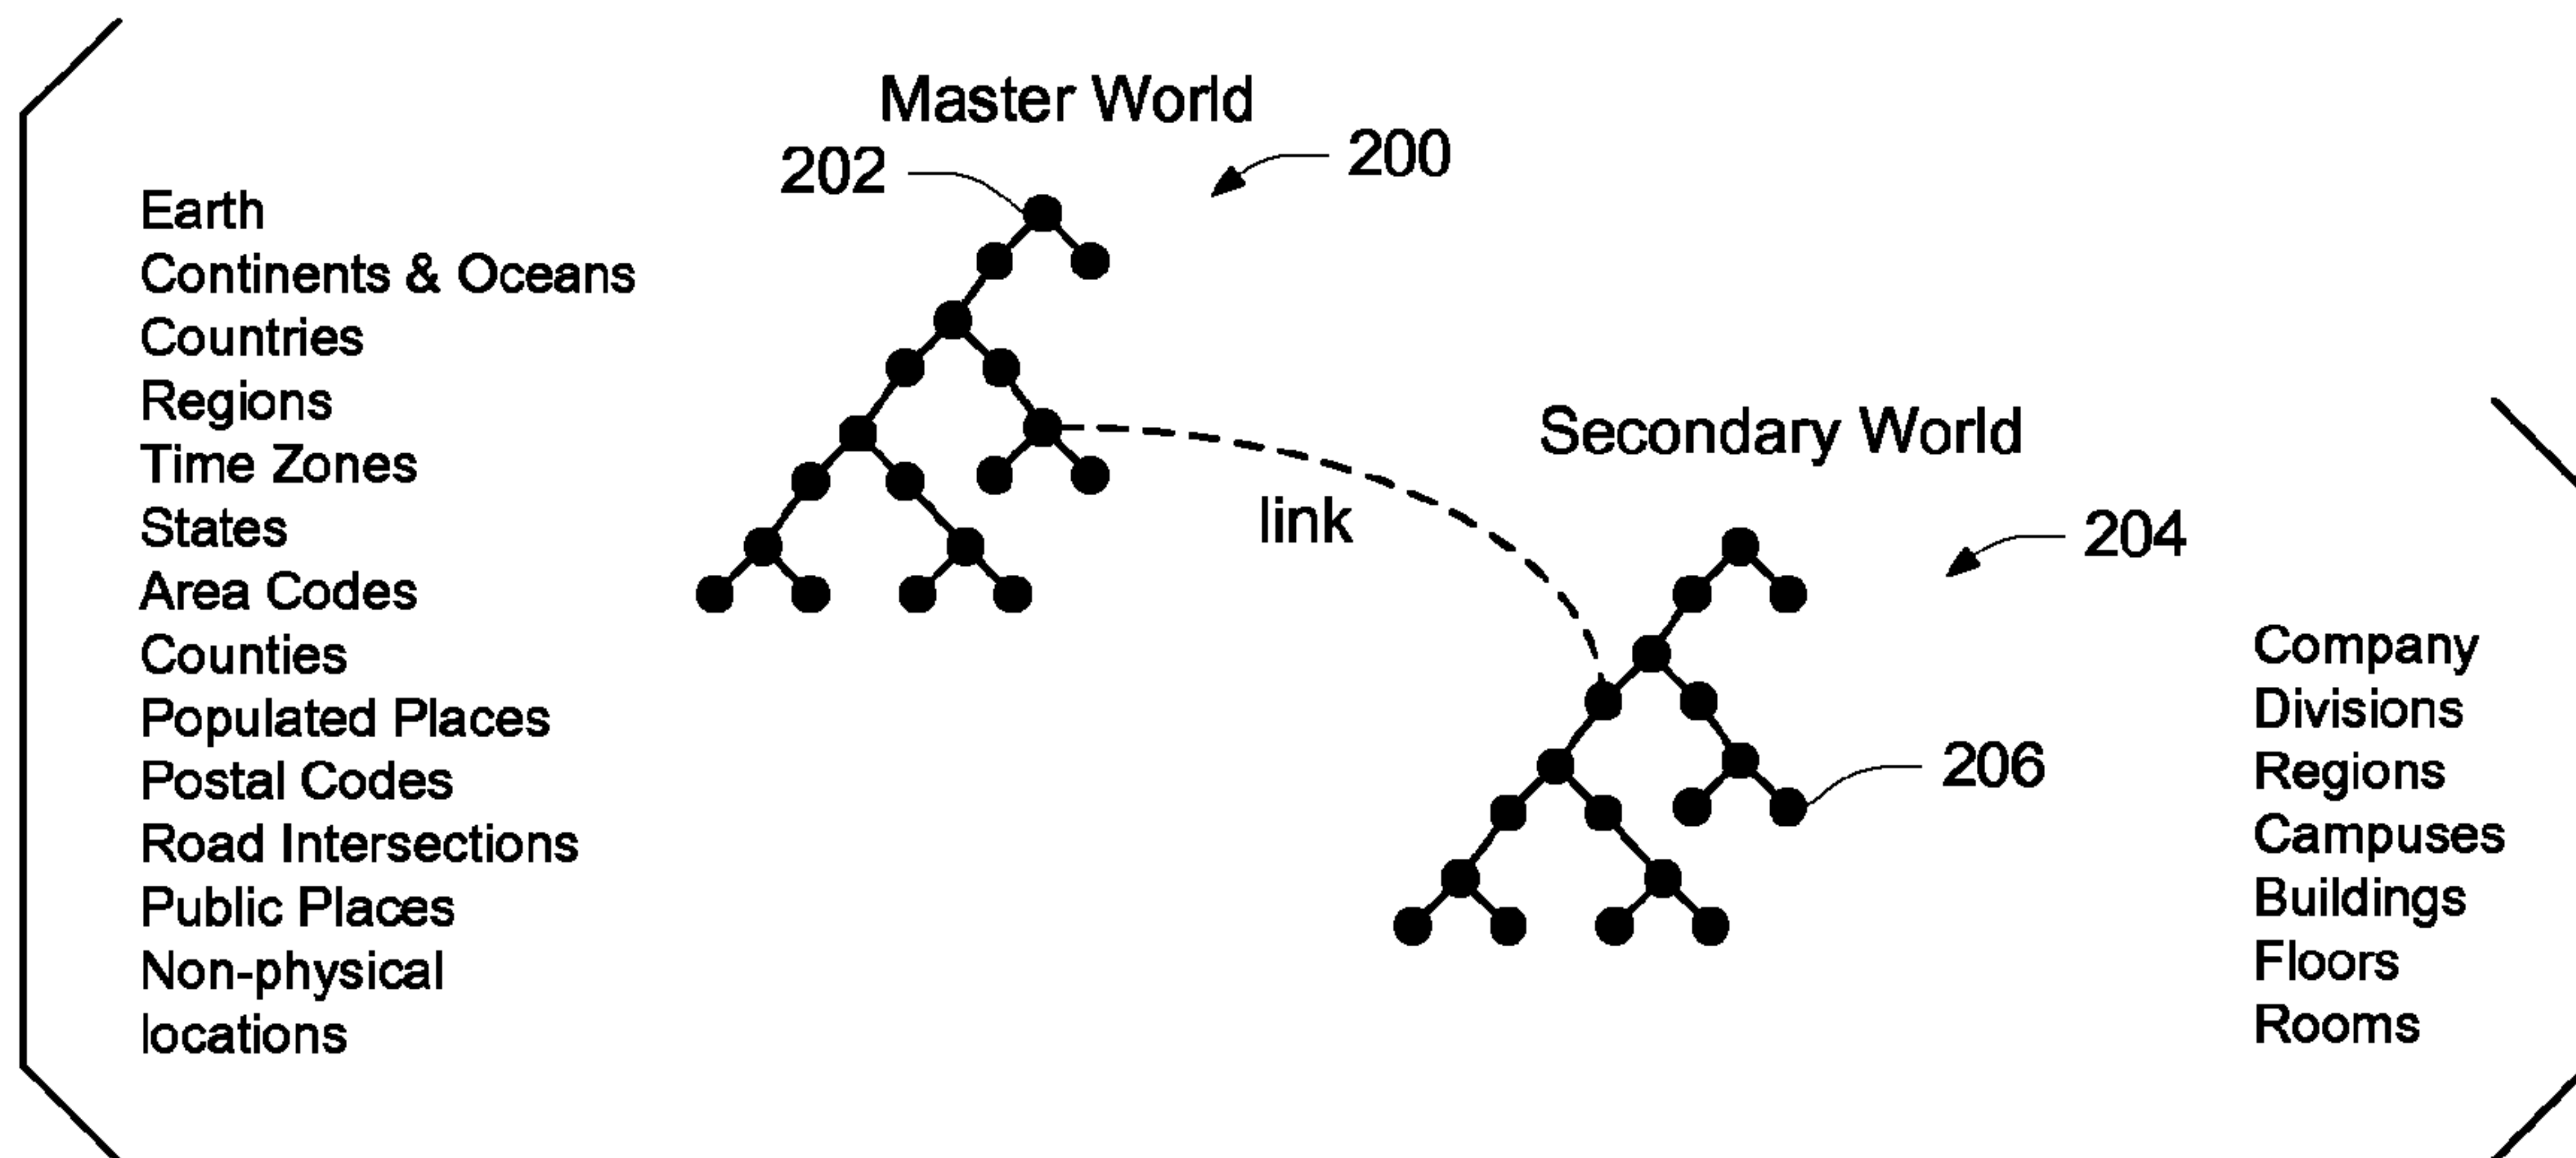 Master World
202
200
Earth
Continents & Oceans
Countries
Regions
Time Zones
States
Area Codes
Counties
Populated Places
Postal Codes
Road Intersections
Public Places
Non-physical
locations
link
Secondary World
204
206
Company
Divisions
Regions
Campuses
Buildings
Floors
Rooms